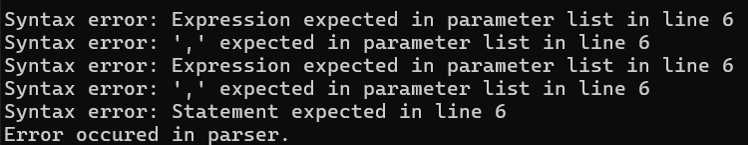 Syntax error: Expression expected in parameter list in line 6
Syntax error: ',' expected in parameter list in line 6
Syntax error: Expression expected in parameter list in line 6
Syntax error: ',' expected in parameter list in line 6
Syntax error: Statement expected in line 6
Error occured in parser.